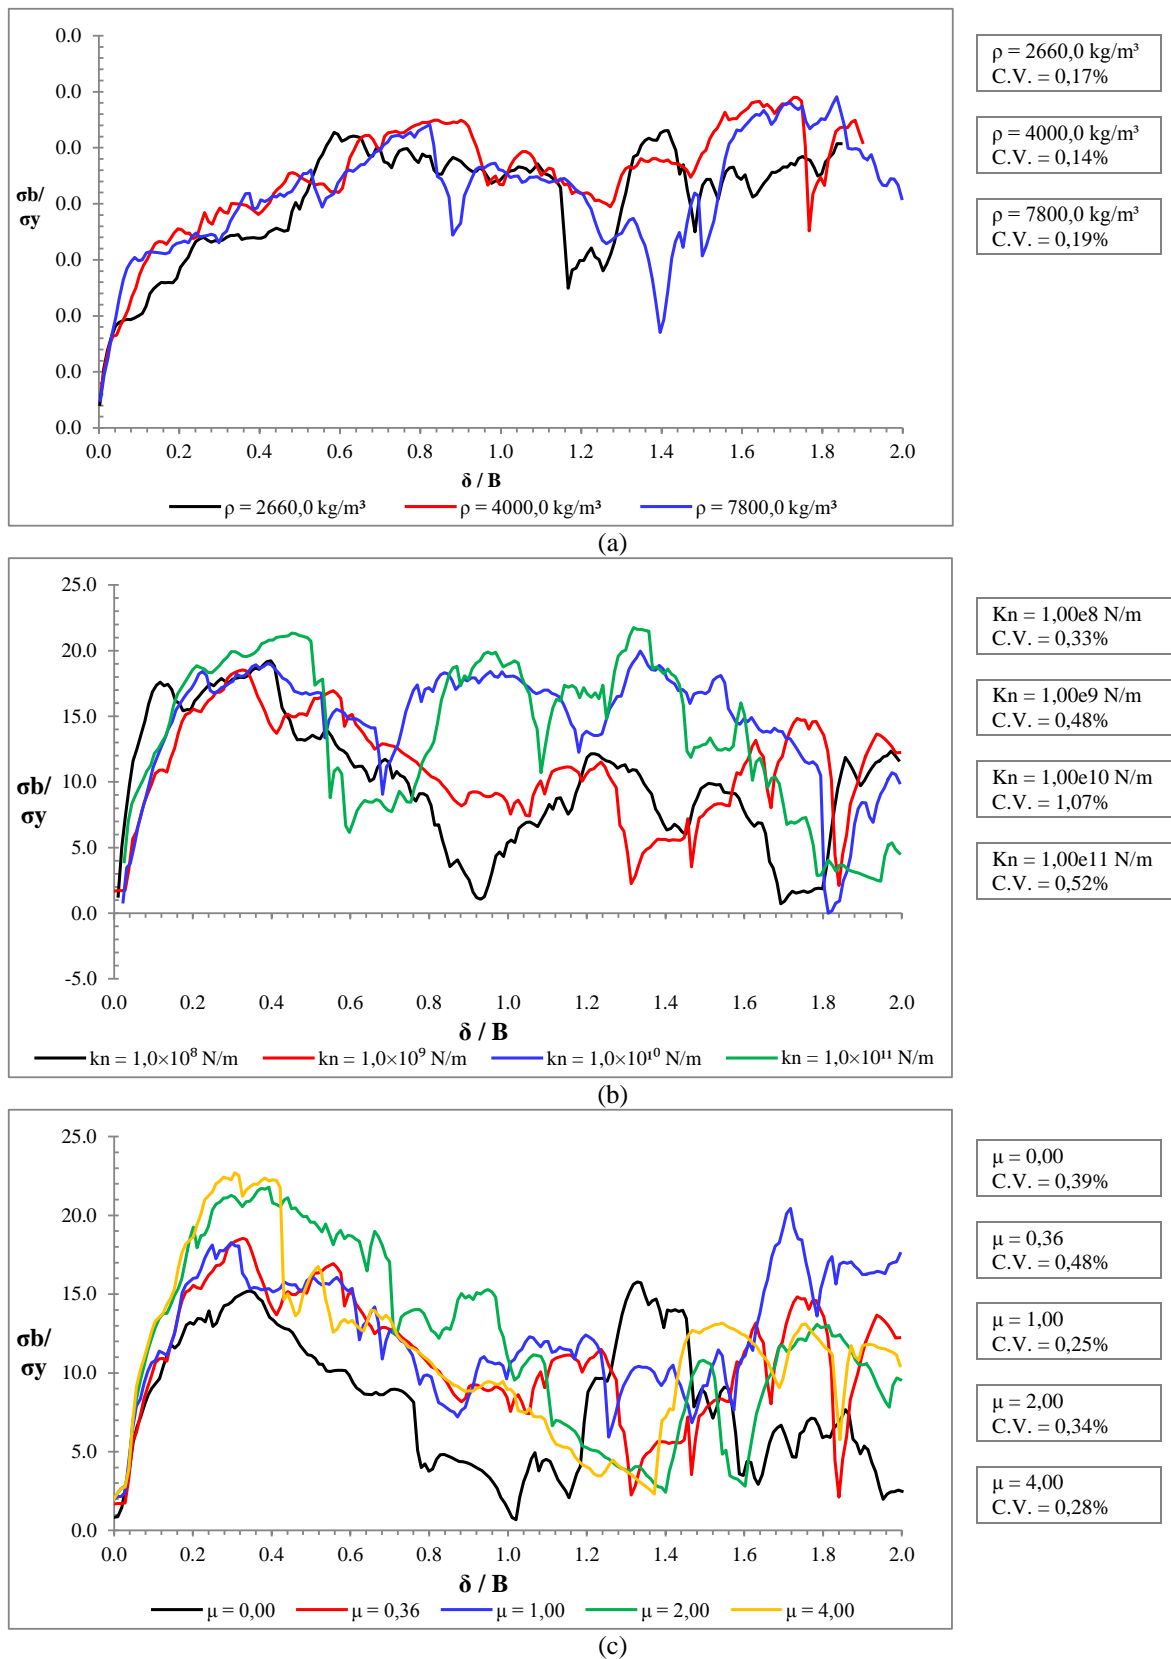 0.0
0.0
0.0
0.0
0.0
0.0
0.0
0.0
σb/
σy
0.0 0.2 0.4 0.6 0.8 1.0 1.2 1.4 1.6 1.8 2.0
δ / B
ρ = 2660,0 kg/m³ ρ = 4000,0 kg/m³ ρ = 7800,0 kg/m³
ρ = 2660,0 kg/m³
C.V. = 0,17%
ρ = 4000,0 kg/m³
C.V. = 0,14%
ρ = 7800,0 kg/m³
C.V. = 0,19%
(a)
25.0
20.0
15.0
10.0
5.0
0.0
-5.0
σb/
σy
0.0 0.2 0.4 0.6 0.8 1.0 1.2 1.4 1.6 1.8 2.0
δ / B
kn = 1,0×10⁸ N/m kn = 1,0×10⁹ N/m kn = 1,0×10¹⁰ N/m kn = 1,0×10¹¹ N/m
Kn = 1,00e8 N/m
C.V. = 0,33%
Kn = 1,00e9 N/m
C.V. = 0,48%
Kn = 1,00e10 N/m
C.V. = 1,07%
Kn = 1,00e11 N/m
C.V. = 0,52%
(b)
25.0
20.0
15.0
10.0
5.0
0.0
σb/
σy
0.0 0.2 0.4 0.6 0.8 1.0 1.2 1.4 1.6 1.8 2.0
δ / B
μ = 0,00 μ = 0,36 μ = 1,00 μ = 2,00 μ = 4,00
μ = 0,00
C.V. = 0,39%
μ = 0,36
C.V. = 0,48%
μ = 1,00
C.V. = 0,25%
μ = 2,00
C.V. = 0,34%
μ = 4,00
C.V. = 0,28%
(c)